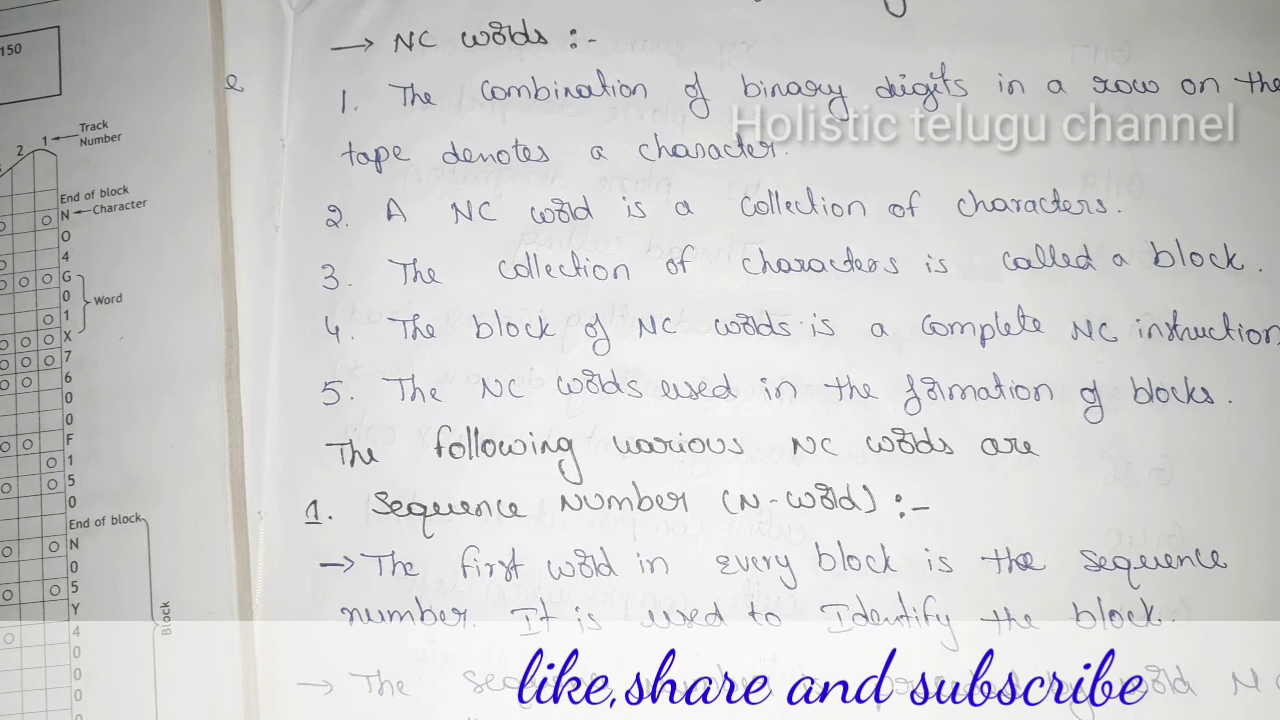 150
Track
Number
2 1
End of block
N Character
0
4
G
0
1
Word
X
7
6
0
0
F
1
5
0
End of block
N
0
5
Y
4
0
0
0
Block
→ NC words :-
1. The combination of binary digits in a row on the
tape denotes a character.
2. A NC word is a collection of characters.
3. The collection of characters is called a block.
4. The block of NC words is a complete NC instruction
5. The NC words used in the formation of blocks.
The following various NC words are
1. Sequence Number (N-word) :-
→ The first word in every block is the sequence
number. It is used to Identify the block.
→ The word N
Holistic telugu channel
like,share and subscribe